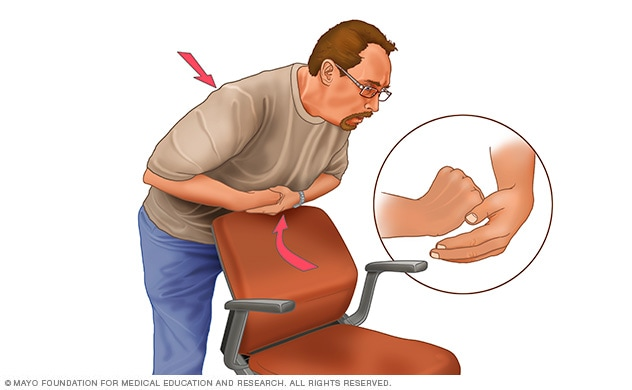 © MAYO FOUNDATION FOR MEDICAL EDUCATION AND RESEARCH. ALL RIGHTS RESERVED.